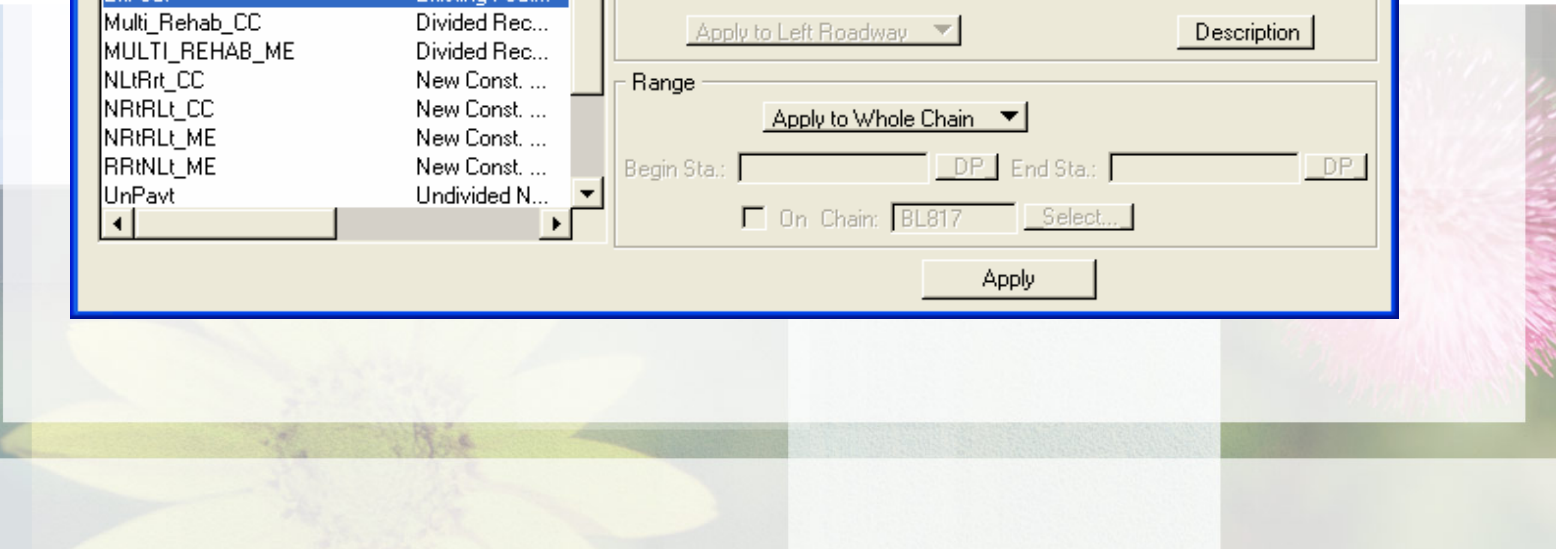 Multi_Rehab_CC Divided Rec...
MULTI_REHAB_ME Divided Rec...
NLtRrt_CC New Const. ...
NRtRLt_CC New Const. ...
NRtRLt_ME New Const. ...
RRtNLt_ME New Const. ...
UnPavt Undivided N...
Apply to Left Roadway
Description
Range
Apply to Whole Chain
Begin Sta.: DP End Sta.: DP
On Chain: BL817 Select...
Apply